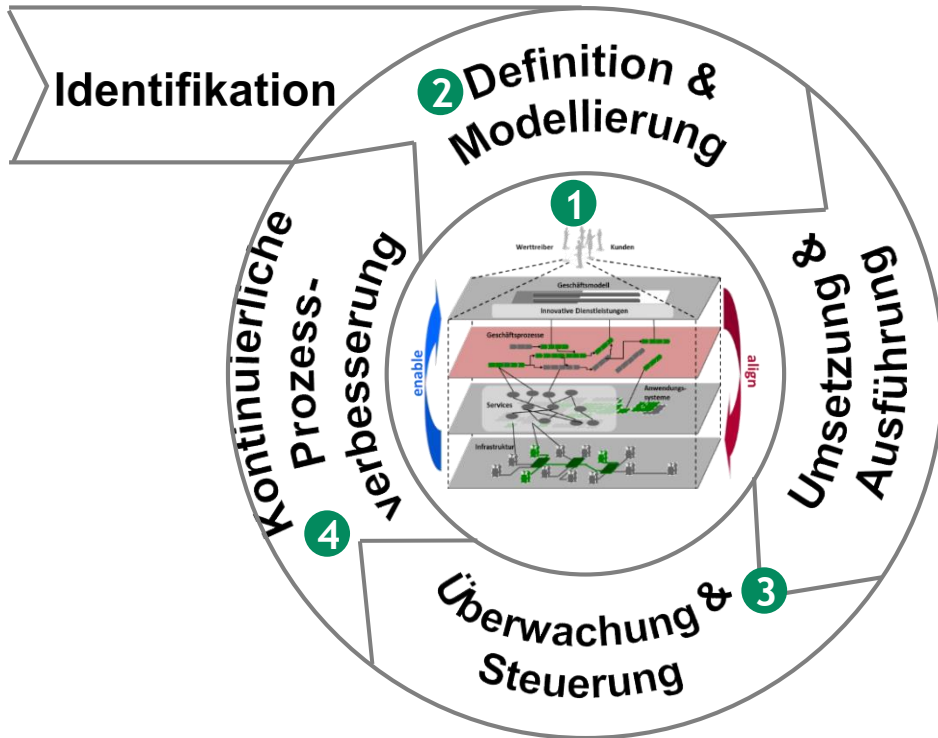 Identifikation
2
Definition &
Modellierung
1
Werttreiber
Kunden
Geschäftsmodell
Innovative Dienstleistungen
Geschäftsprozesse
Anwendungs-
systeme
Services
Infrastruktur
enable
align
Umsetzung &
Ausführung
3
Überwachung &
Steuerung
4
Kontinuierliche
Prozess-
verbesserung